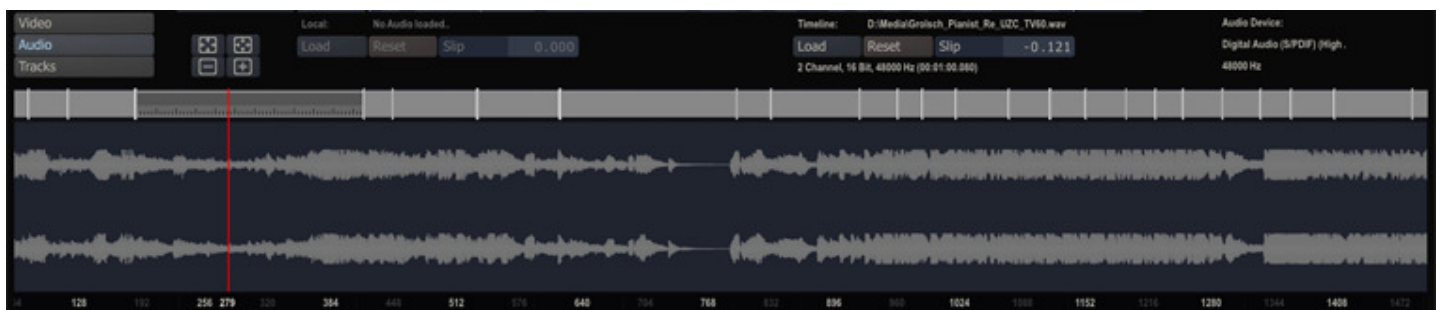 Video
Audio
Tracks
Local: No Audio loaded..
Load Reset Slip 0.000
Timeline: D:\Media\Grolsch_Pianist_Re_UZC_TV60.wav
Load Reset Slip -0.121
2 Channel, 16 Bit, 48000 Hz (00:01:00.080)
Audio Device:
Digital Audio (S/PDIF) (High .
48000 Hz
128 192 256 279 320 384 448 512 576 640 704 768 832 896 960 1024 1088 1152 1216 1280 1344 1408 1472